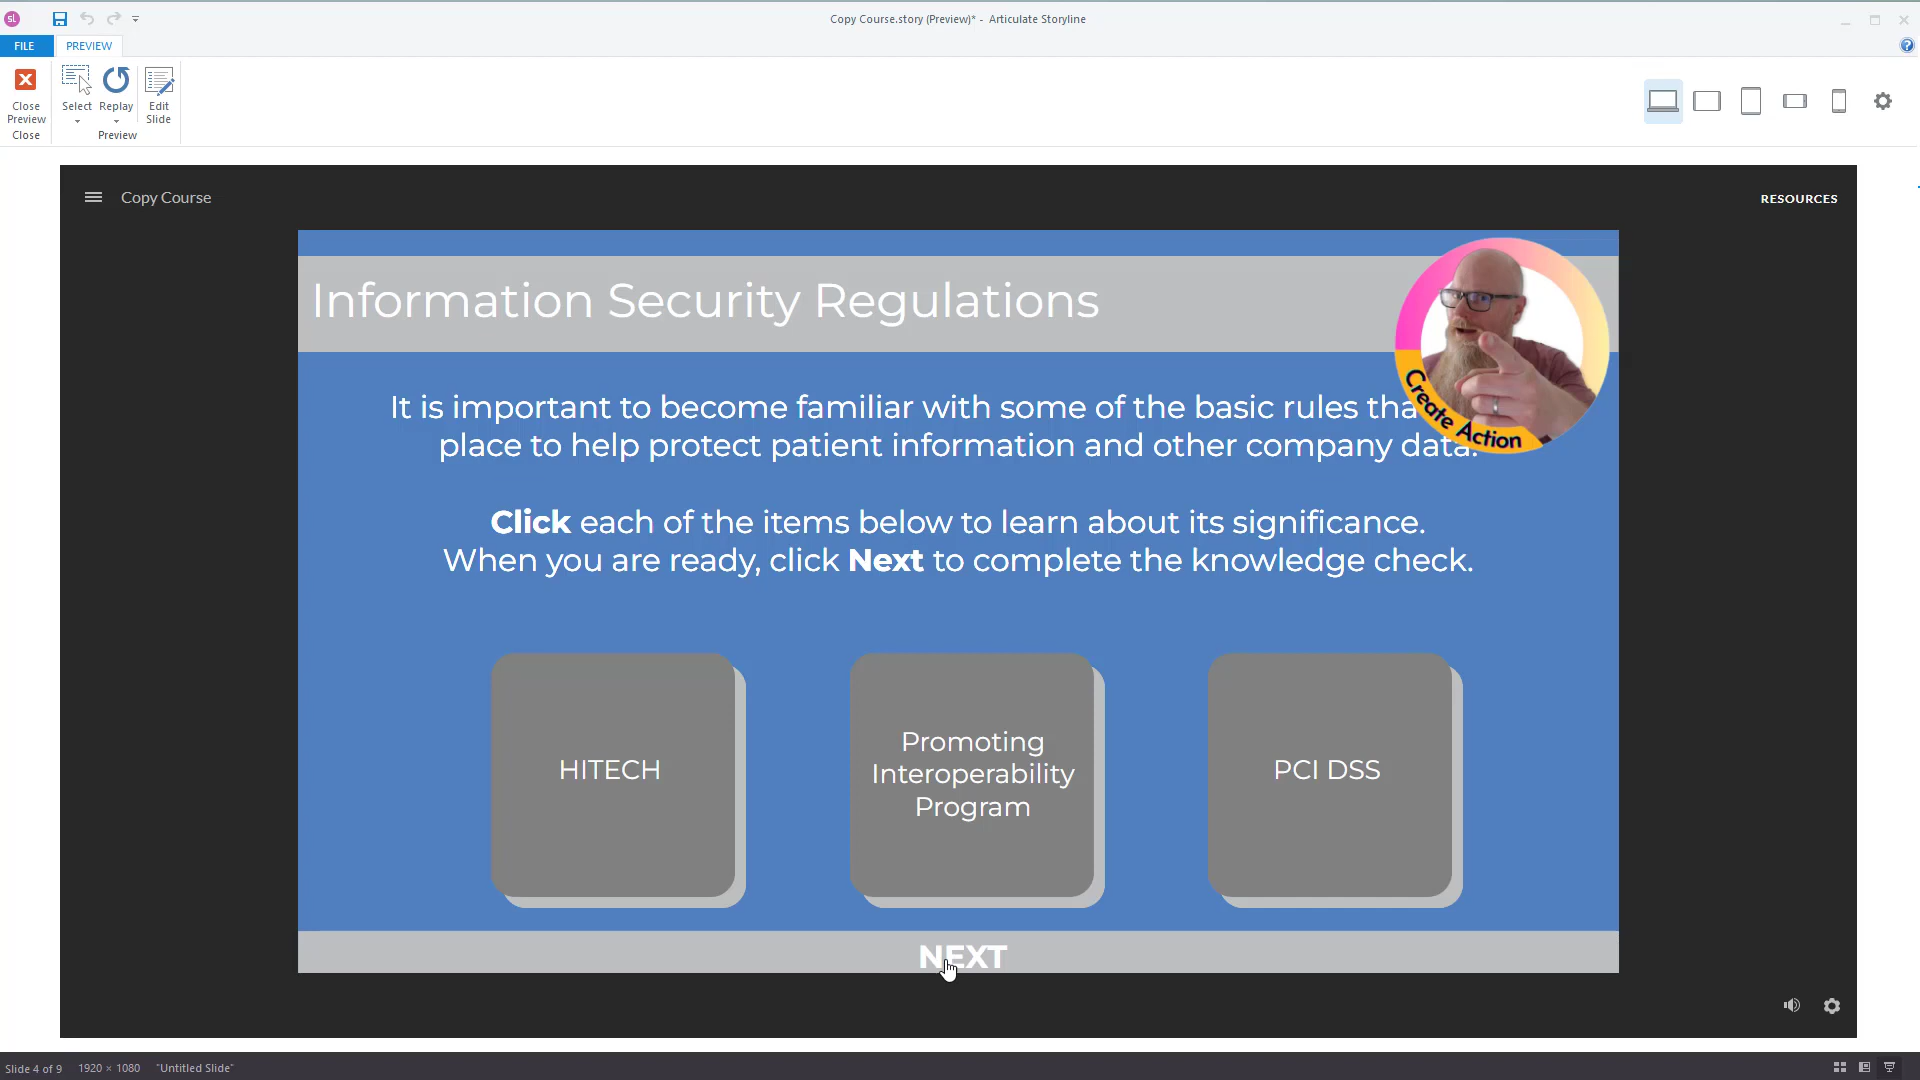 sl
Copy Course.story (Preview)* - Articulate Storyline
FILE
PREVIEW
?
Close Preview
Select
Replay
Edit Slide
Close
Preview
Copy Course
RESOURCES
Information Security Regulations
It is important to become familiar with some of the basic rules
place to help protect patient information and other company data.
Create Action
Click each of the items below to learn about its significance.
When you are ready, click Next to complete the knowledge check.
HITECH
Promoting
Interoperability
Program
PCI DSS
NEXT
Slide 4 of 9
1920 × 1080
"Untitled Slide"